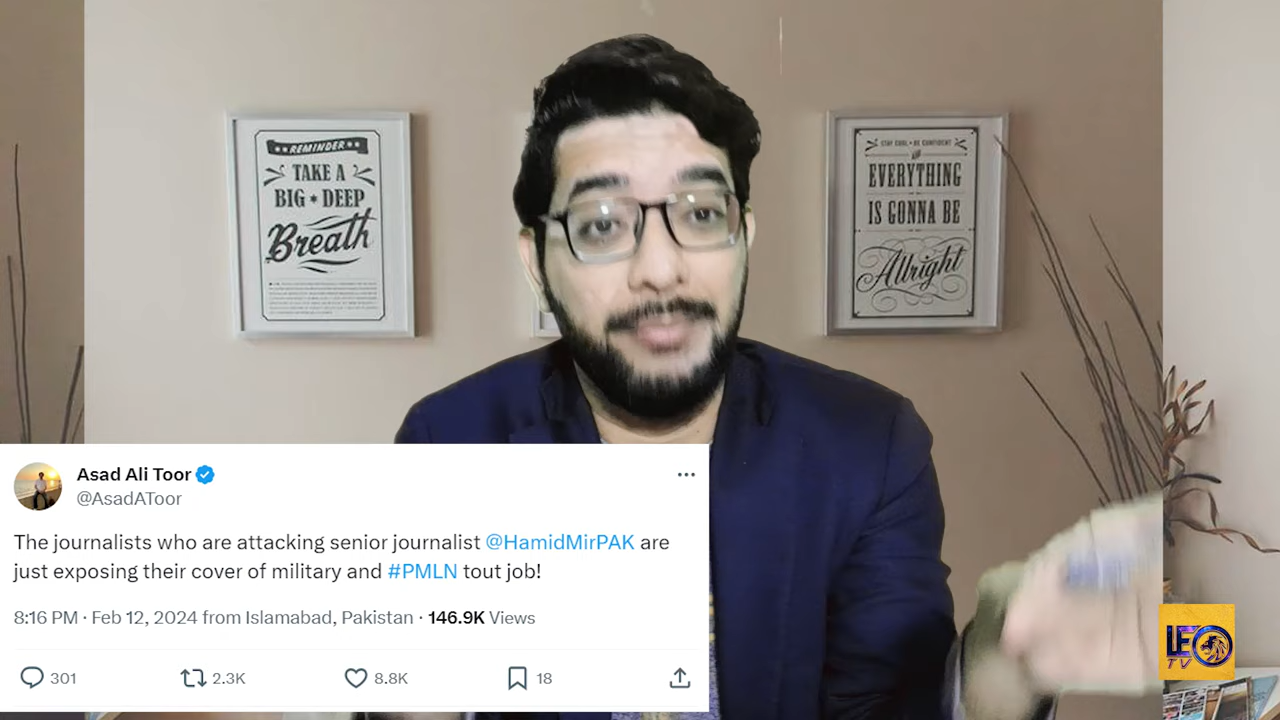 REMINDER
TAKE A
BIG * DEEP
Breath
STAY COOL • BE CONFIDENT
EVERYTHING
IS GONNA BE
Allright
Asad Ali Toor
@AsadAToor
The journalists who are attacking senior journalist @HamidMirPAK are
just exposing their cover of military and #PMLN tout job!
8:16 PM · Feb 12, 2024 from Islamabad, Pakistan · 146.9K Views
301 2.3K 8.8K 18
LEO
TV